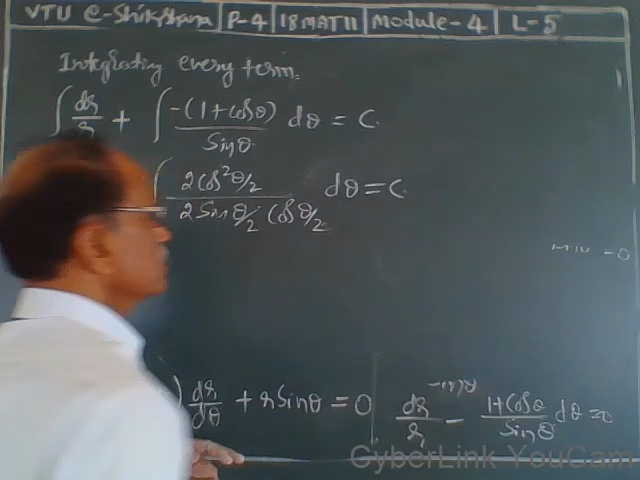 VTU e-Shikshana P-4 18MAT11 Module-4 L-5
Integrating every term.
∫ dr/r + ∫ -(1+cosθ)/sinθ dθ = C
∫ 2cos²θ/2 / 2sinθ/2 cosθ/2 dθ = C
) dr/dθ + r sinθ = 0
dr/r - 1+cosθ/sinθ dθ = 0
CyberLink YouCam